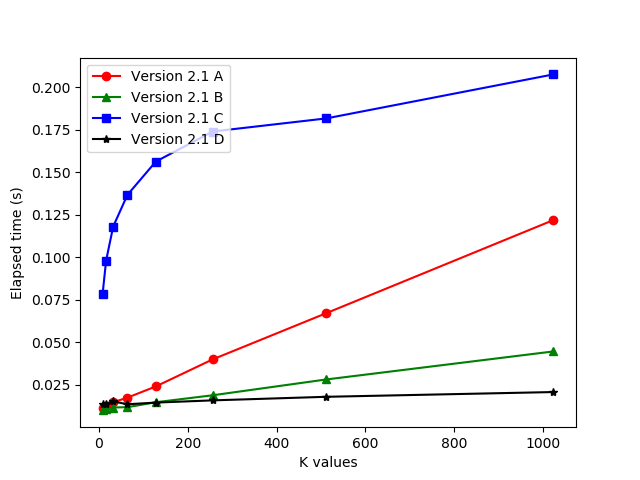 Version 2.1 A
Version 2.1 B
Version 2.1 C
Version 2.1 D
0.200
0.175
0.150
0.125
0.100
0.075
0.050
0.025
Elapsed time (s)
0 200 400 600 800 1000
K values